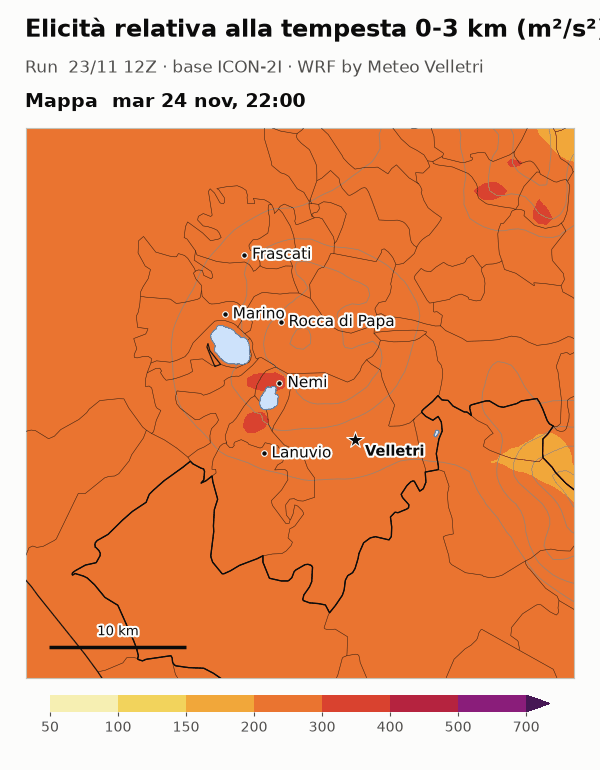 Elicità relativa alla tempesta 0-3 km (m²/s²)
Run  23/11 12Z · base ICON-2I · WRF by Meteo Velletri
Mappa  mar 24 nov, 22:00
Frascati
Marino
Rocca di Papa
Nemi
Velletri
Lanuvio
10 km
50 100 150 200 300 400 500 700